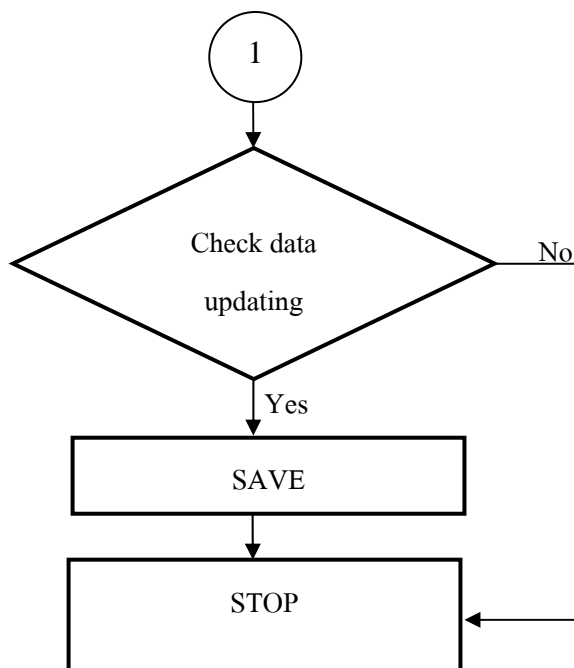 1
Check data
updating
No
Yes
SAVE
STOP